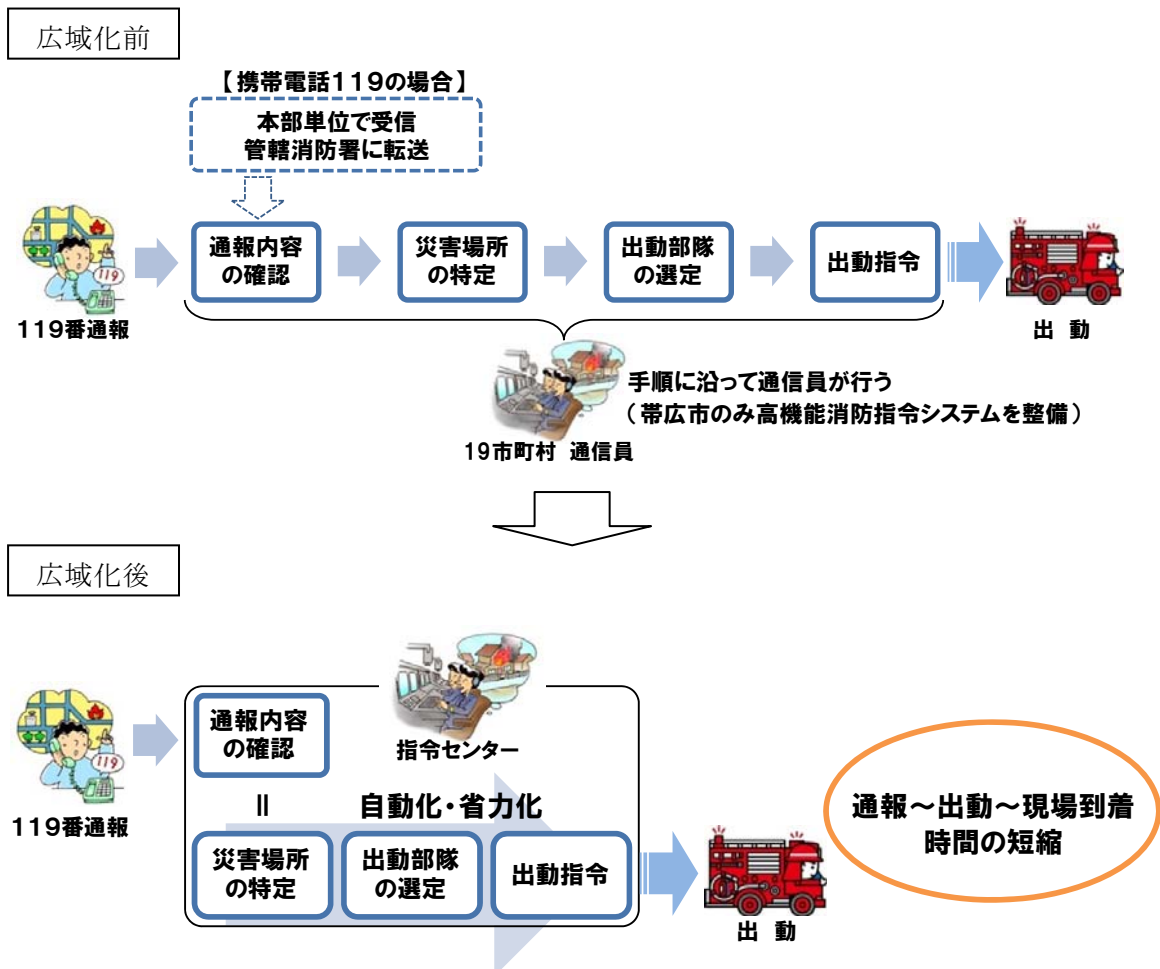 広域化前
【携帯電話119の場合】
本部単位で受信
管轄消防署に転送
119
119番通報
通報内容
の確認
災害場所
の特定
出動部隊
の選定
出動指令
出 動
手順に沿って通信員が行う
(帯広市のみ高機能消防指令システムを整備)
19市町村 通信員
広域化後
119
119番通報
通報内容
の確認
指令センター
=
自動化・省力化
災害場所
の特定
出動部隊
の選定
出動指令
出 動
通報～出動～現場到着
時間の短縮